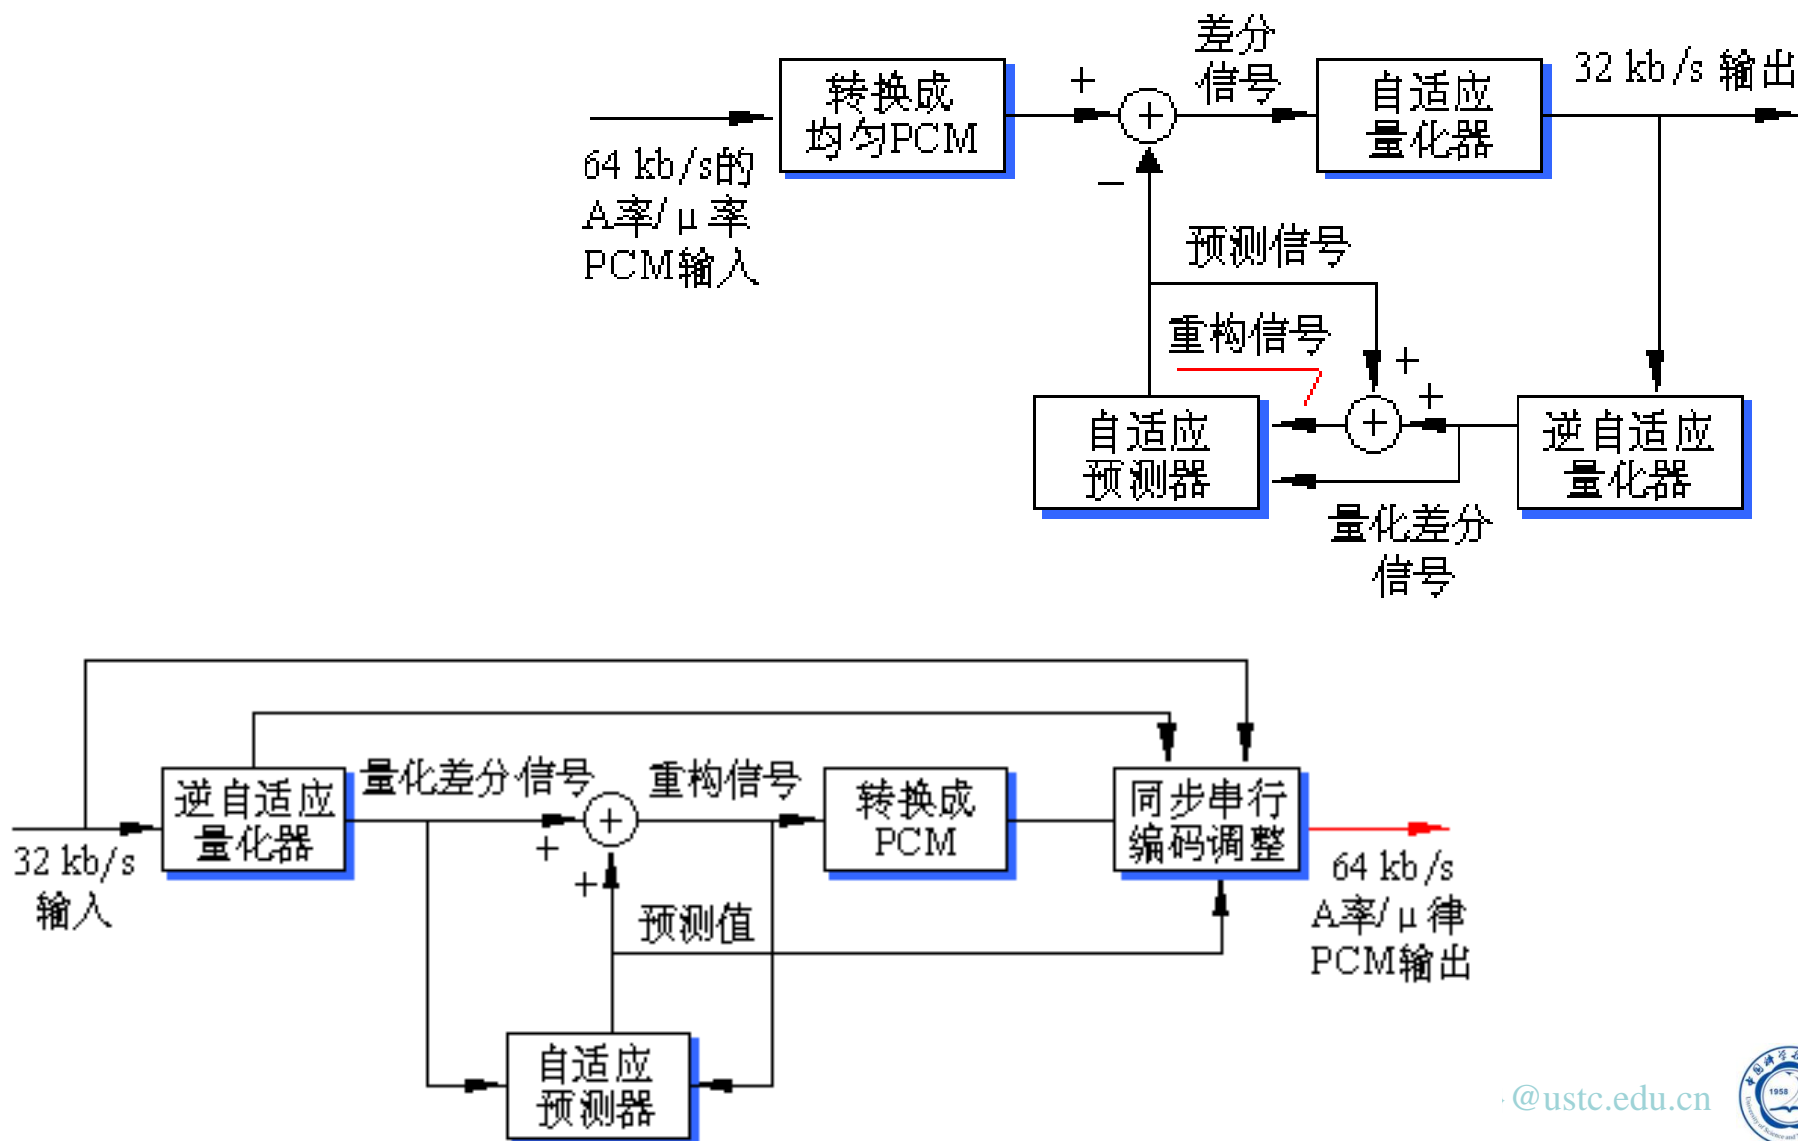 差分
信号
32 kb/s 输出
转换成
均匀PCM
+
+
自适应
量化器
64 kb/s的
A率/μ率
PCM输入
−
预测信号
重构信号
+
+
+
自适应
预测器
逆自适应
量化器
量化差分
信号
量化差分信号
重构信号
逆自适应
量化器
+
转换成
PCM
同步串行
编码调整
+
+
32 kb/s
输入
预测值
64 kb/s
A率/μ律
PCM输出
自适应
预测器
@ustc.edu.cn
1958